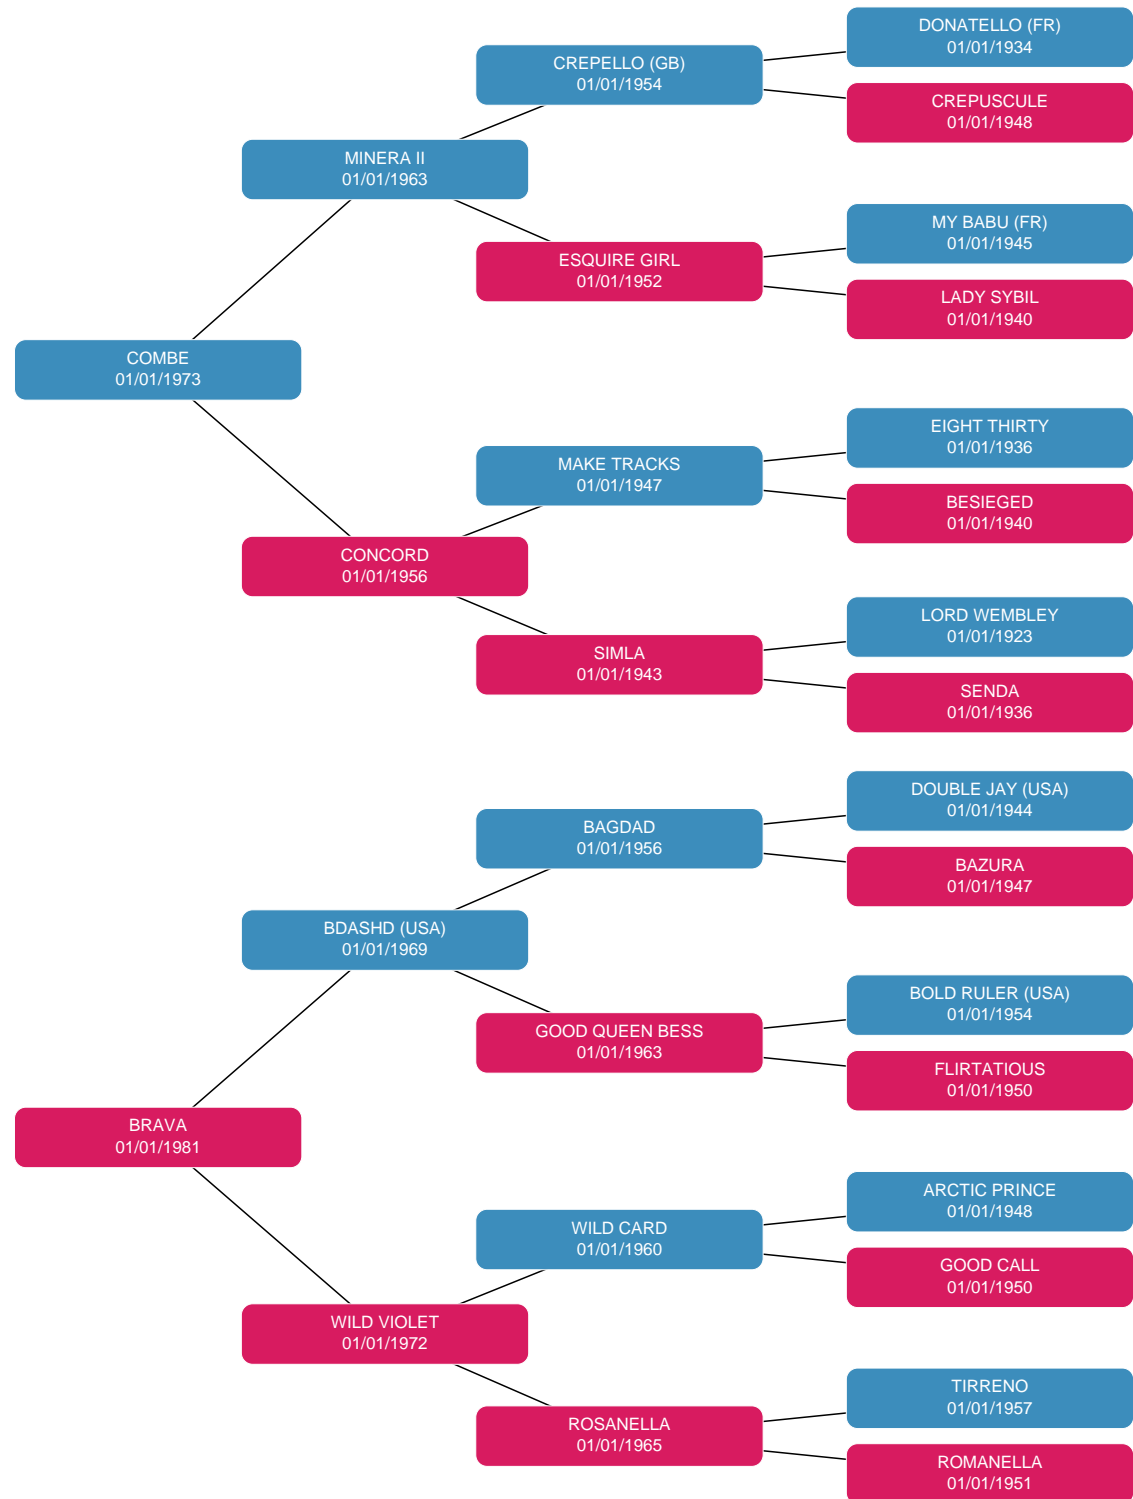 DONATELLO (FR)
01/01/1934
CREPELLO (GB)
01/01/1954
CREPUSCULE
01/01/1948
MINERA II
01/01/1963
MY BABU (FR)
01/01/1945
ESQUIRE GIRL
01/01/1952
LADY SYBIL
01/01/1940
COMBE
01/01/1973
EIGHT THIRTY
01/01/1936
MAKE TRACKS
01/01/1947
BESIEGED
01/01/1940
CONCORD
01/01/1956
LORD WEMBLEY
01/01/1923
SIMLA
01/01/1943
SENDA
01/01/1936
DOUBLE JAY (USA)
01/01/1944
BAGDAD
01/01/1956
BAZURA
01/01/1947
BDASHD (USA)
01/01/1969
BOLD RULER (USA)
01/01/1954
GOOD QUEEN BESS
01/01/1963
FLIRTATIOUS
01/01/1950
BRAVA
01/01/1981
ARCTIC PRINCE
01/01/1948
WILD CARD
01/01/1960
GOOD CALL
01/01/1950
WILD VIOLET
01/01/1972
TIRRENO
01/01/1957
ROSANELLA
01/01/1965
ROMANELLA
01/01/1951